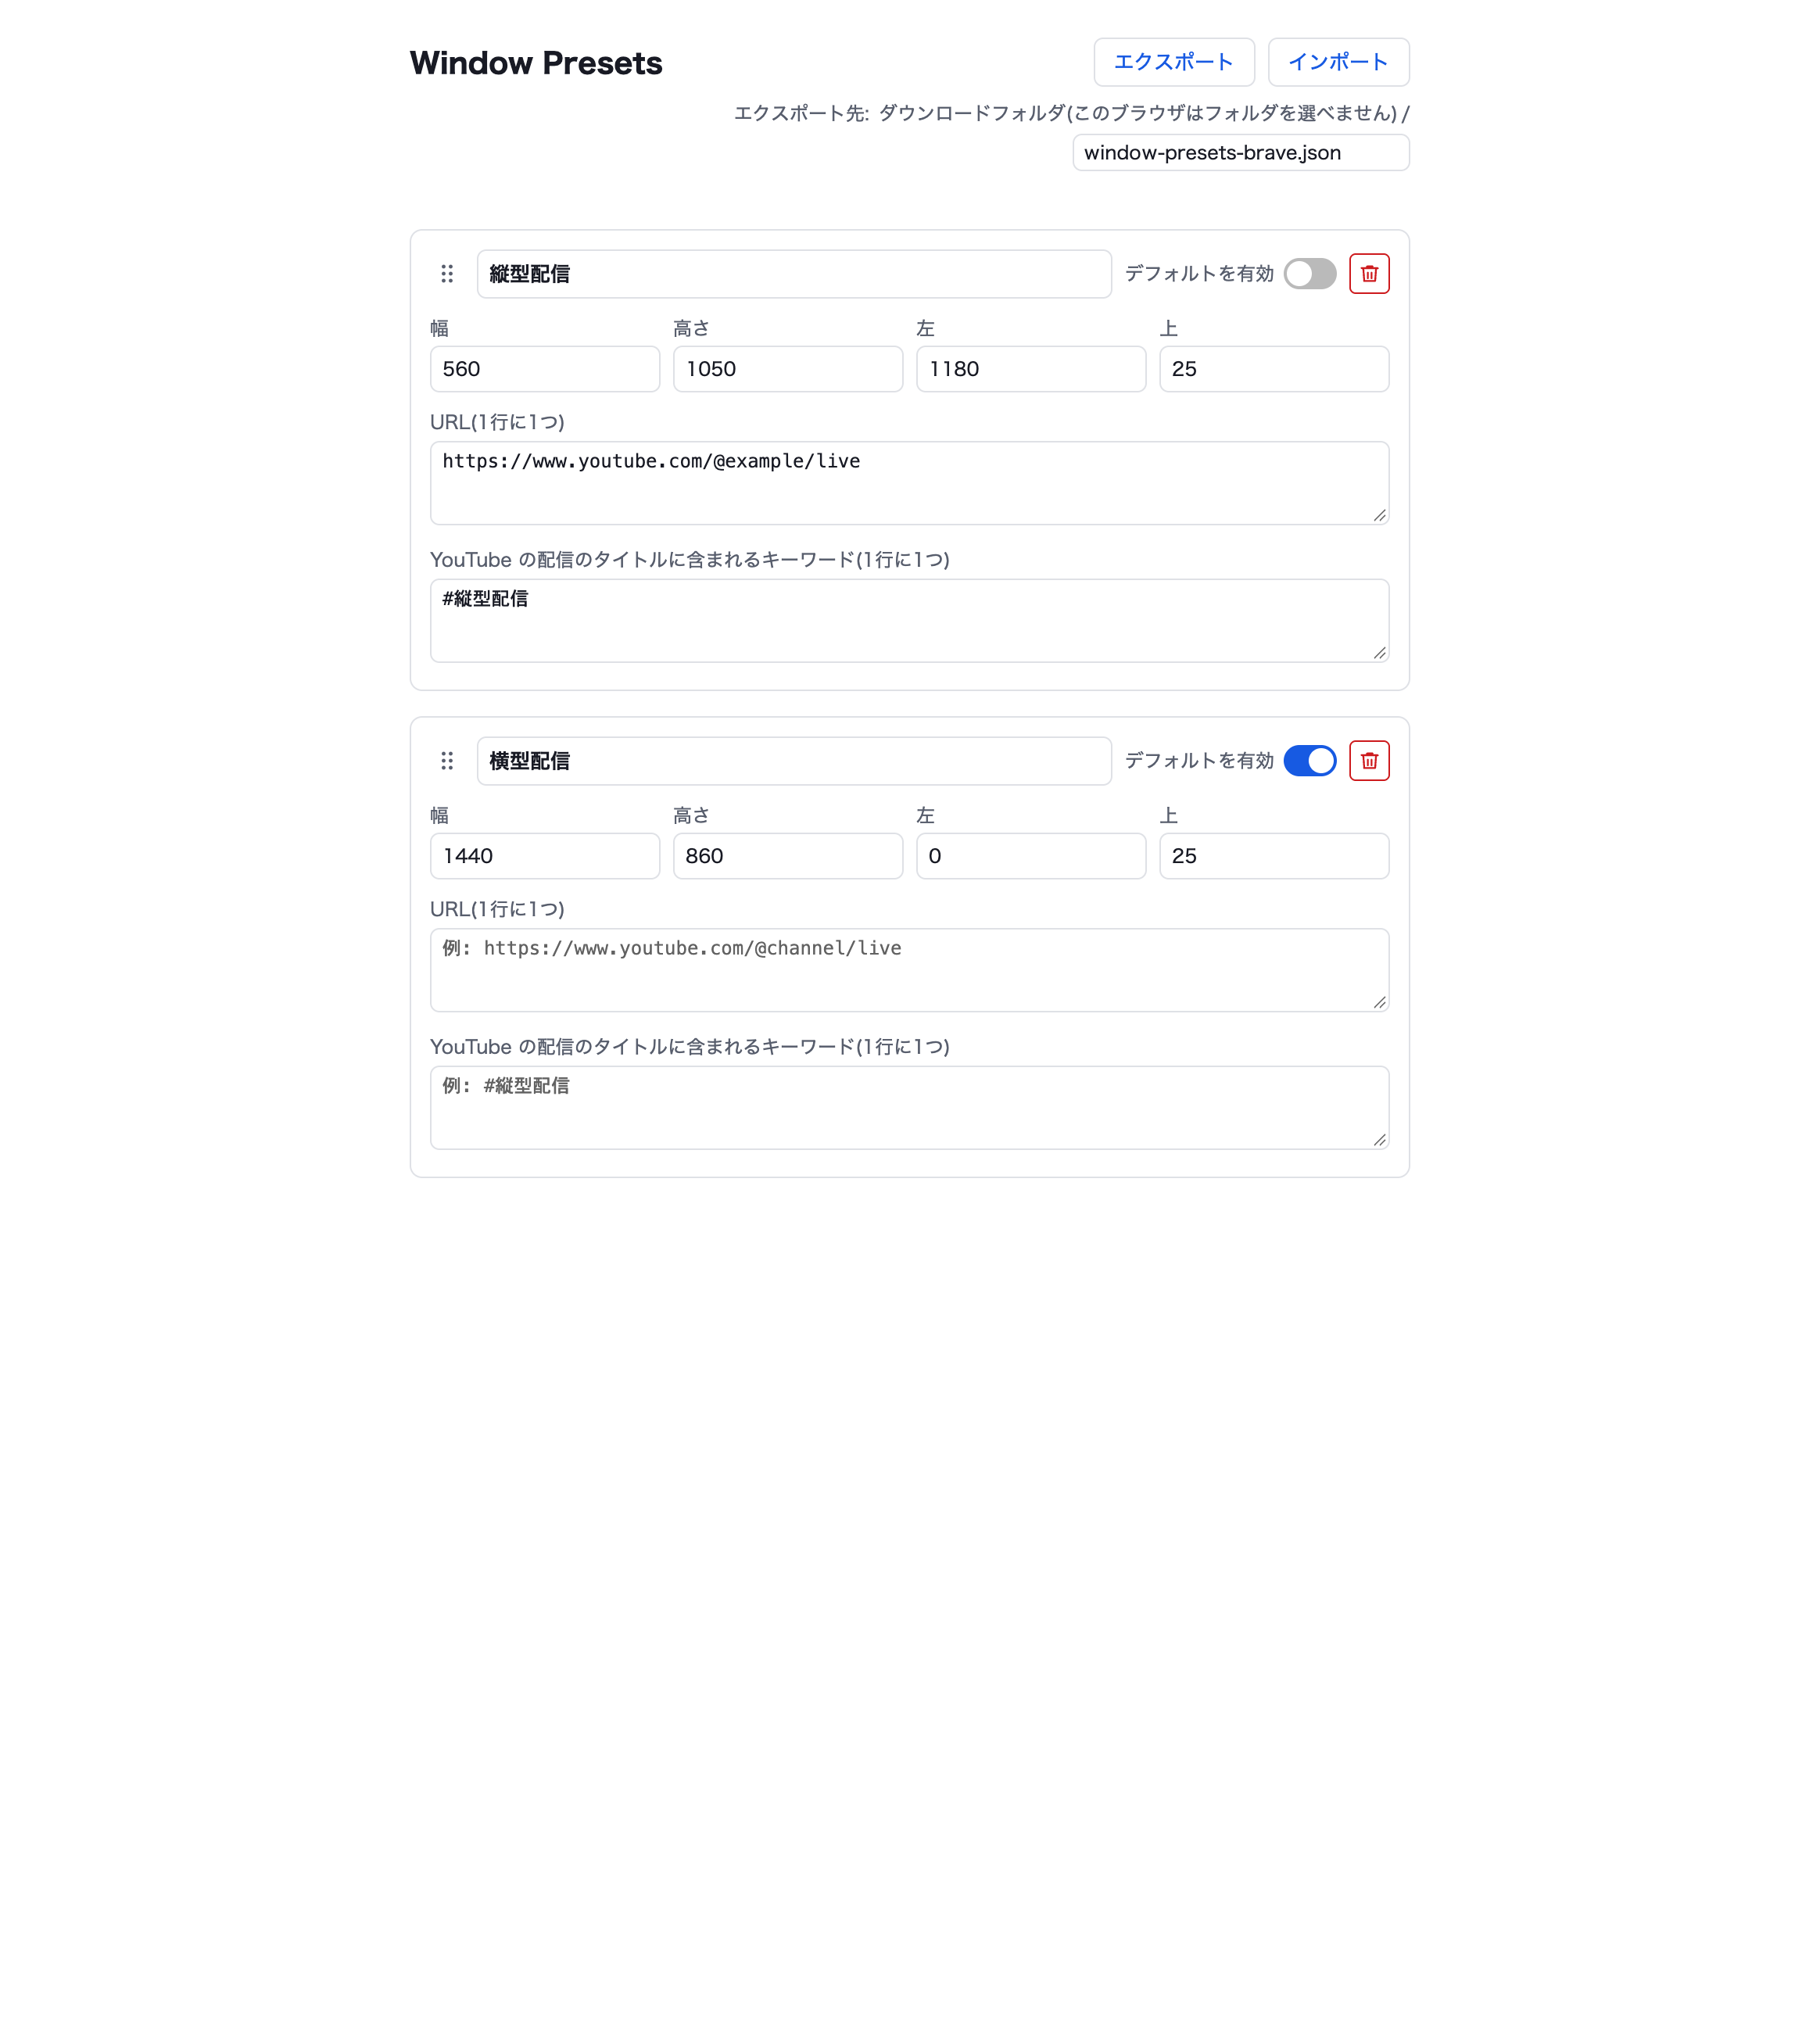 Window Presets
エクスポート
インポート
エクスポート先: ダウンロードフォルダ(このブラウザはフォルダを選べません) /
window-presets-brave.json
縦型配信
デフォルトを有効
幅
高さ
左
上
560
1050
1180
25
URL(1行に1つ)
https://www.youtube.com/@example/live
YouTube の配信のタイトルに含まれるキーワード(1行に1つ)
#縦型配信
横型配信
デフォルトを有効
幅
高さ
左
上
1440
860
0
25
URL(1行に1つ)
例: https://www.youtube.com/@channel/live
YouTube の配信のタイトルに含まれるキーワード(1行に1つ)
例: #縦型配信